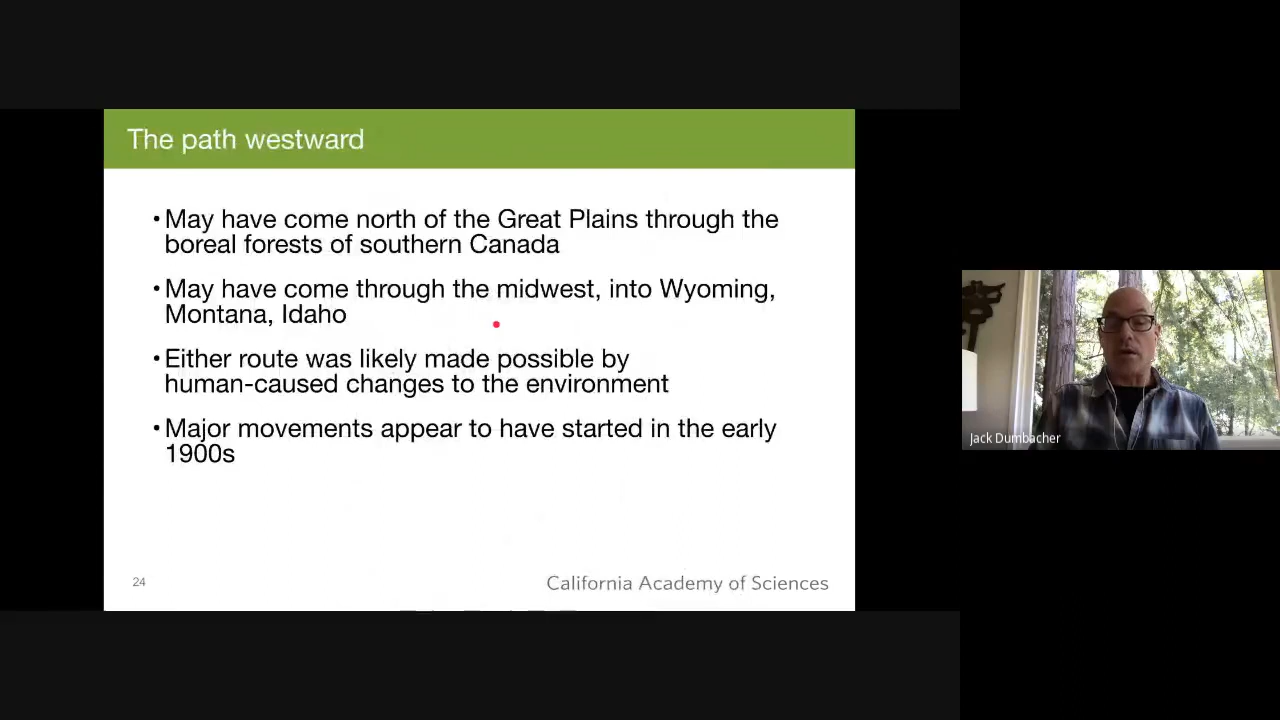 The path westward
• May have come north of the Great Plains through the
boreal forests of southern Canada
• May have come through the midwest, into Wyoming,
Montana, Idaho
• Either route was likely made possible by
human-caused changes to the environment
• Major movements appear to have started in the early
1900s
24
California Academy of Sciences
Jack Dumbacher